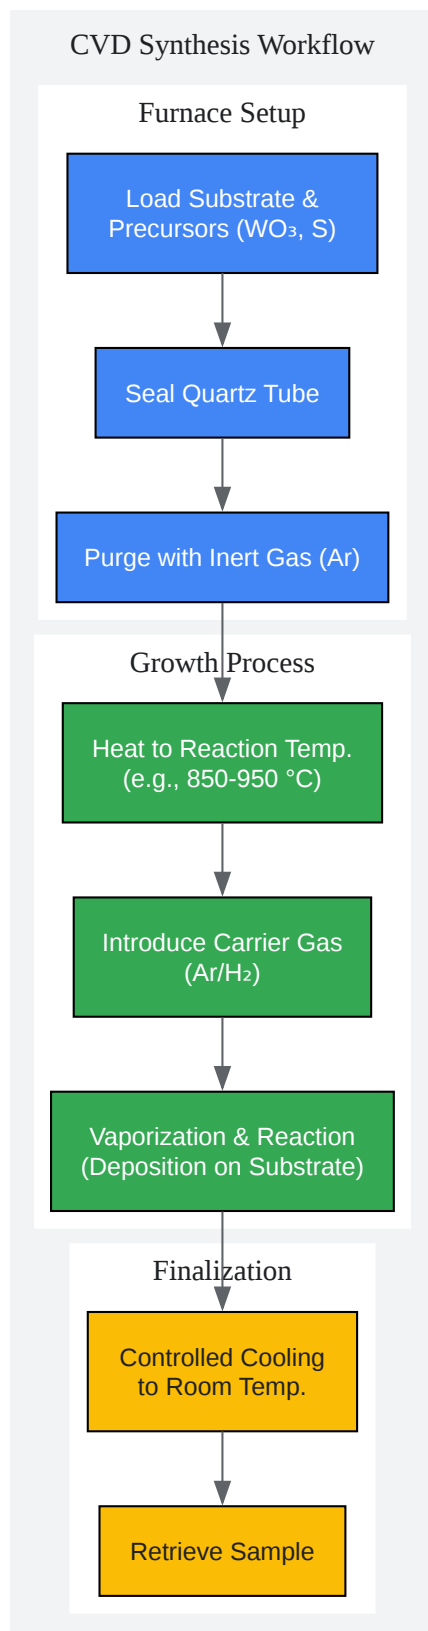 CVD Synthesis Workflow
Furnace Setup
Load Substrate &
Precursors (WO₃, S)
Seal Quartz Tube
Purge with Inert Gas (Ar)
Growth Process
Heat to Reaction Temp.
(e.g., 850-950 °C)
Introduce Carrier Gas
(Ar/H₂)
Vaporization & Reaction
(Deposition on Substrate)
Finalization
Controlled Cooling
to Room Temp.
Retrieve Sample